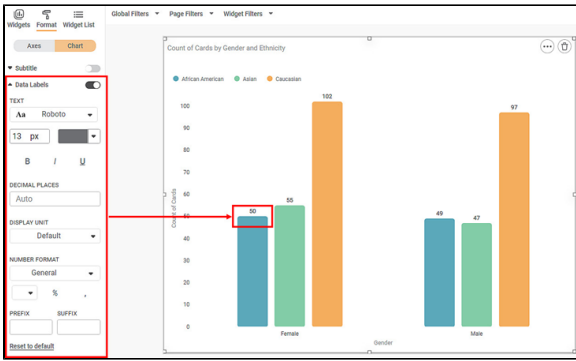 Widgets Format Widget List
Global Filters Page Filters Widget Filters
Axes Chart
Subtitle
Data Labels
TEXT
Aa Roboto
13 px
B I U
DECIMAL PLACES
Auto
DISPLAY UNIT
Default
NUMBER FORMAT
General
% ,
PREFIX SUFFIX
Reset to default
Count of Cards by Gender and Ethnicity
African American Asian Caucasian
Count of Cards
100
90
80
70
60
50
40
30
20
10
0
50
55
102
49
47
97
Female Male
Gender